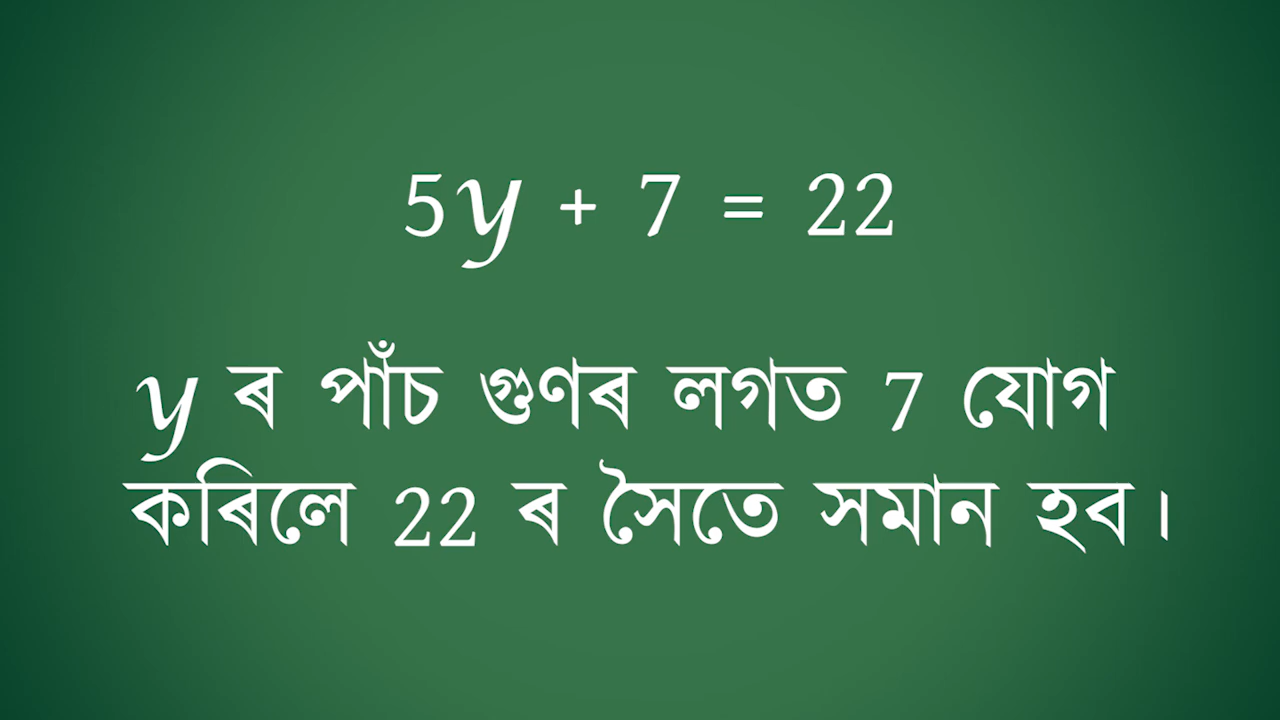 5y + 7 = 22
y ৰ পাঁচ গুণৰ লগত 7 যোগ
কৰিলে 22 ৰ সৈতে সমান হব।